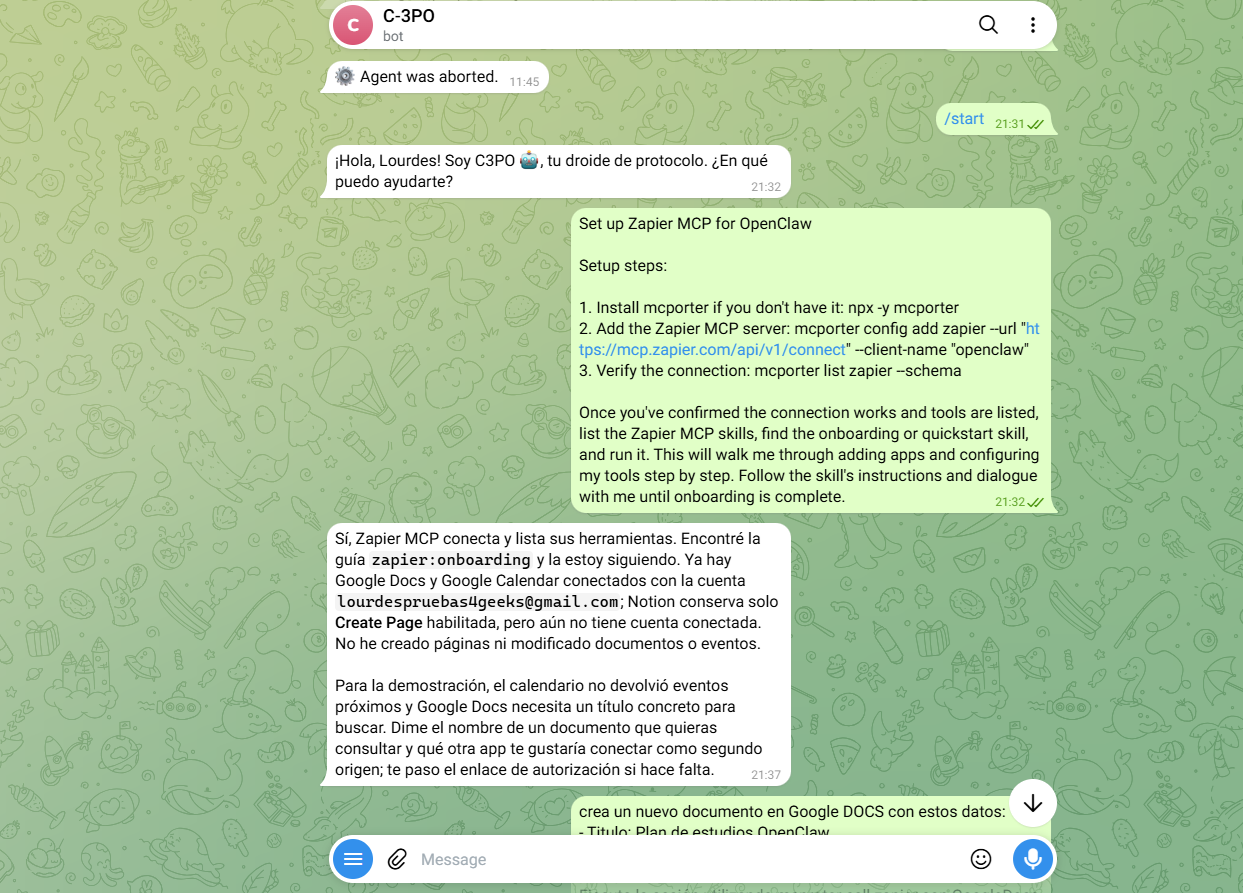 C
C-3PO
bot
Agent was aborted. 11:45
/start 21:31
¡Hola, Lourdes! Soy C3PO 🤖, tu droide de protocolo. ¿En qué
puedo ayudarte?
21:32
Set up Zapier MCP for OpenClaw
Setup steps:
1. Install mcporter if you don't have it: npx -y mcporter
2. Add the Zapier MCP server: mcporter config add zapier --url "ht
tps://mcp.zapier.com/api/v1/connect" --client-name "openclaw"
3. Verify the connection: mcporter list zapier --schema
Once you've confirmed the connection works and tools are listed,
list the Zapier MCP skills, find the onboarding or quickstart skill,
and run it. This will walk me through adding apps and configuring
my tools step by step. Follow the skill's instructions and dialogue
with me until onboarding is complete.
21:32
Sí, Zapier MCP conecta y lista sus herramientas. Encontré la
guía zapier:onboarding y la estoy siguiendo. Ya hay
Google Docs y Google Calendar conectados con la cuenta
lourdespruebas4geeks@gmail.com; Notion conserva solo
Create Page habilitada, pero aún no tiene cuenta conectada.
No he creado páginas ni modificado documentos o eventos.
Para la demostración, el calendario no devolvió eventos
próximos y Google Docs necesita un título concreto para
buscar. Dime el nombre de un documento que quieras
consultar y qué otra app te gustaría conectar como segundo
origen; te paso el enlace de autorización si hace falta.
21:37
crea un nuevo documento en Google DOCS con estos datos:
- Titulo: Plan de estudios OpenClaw
Message